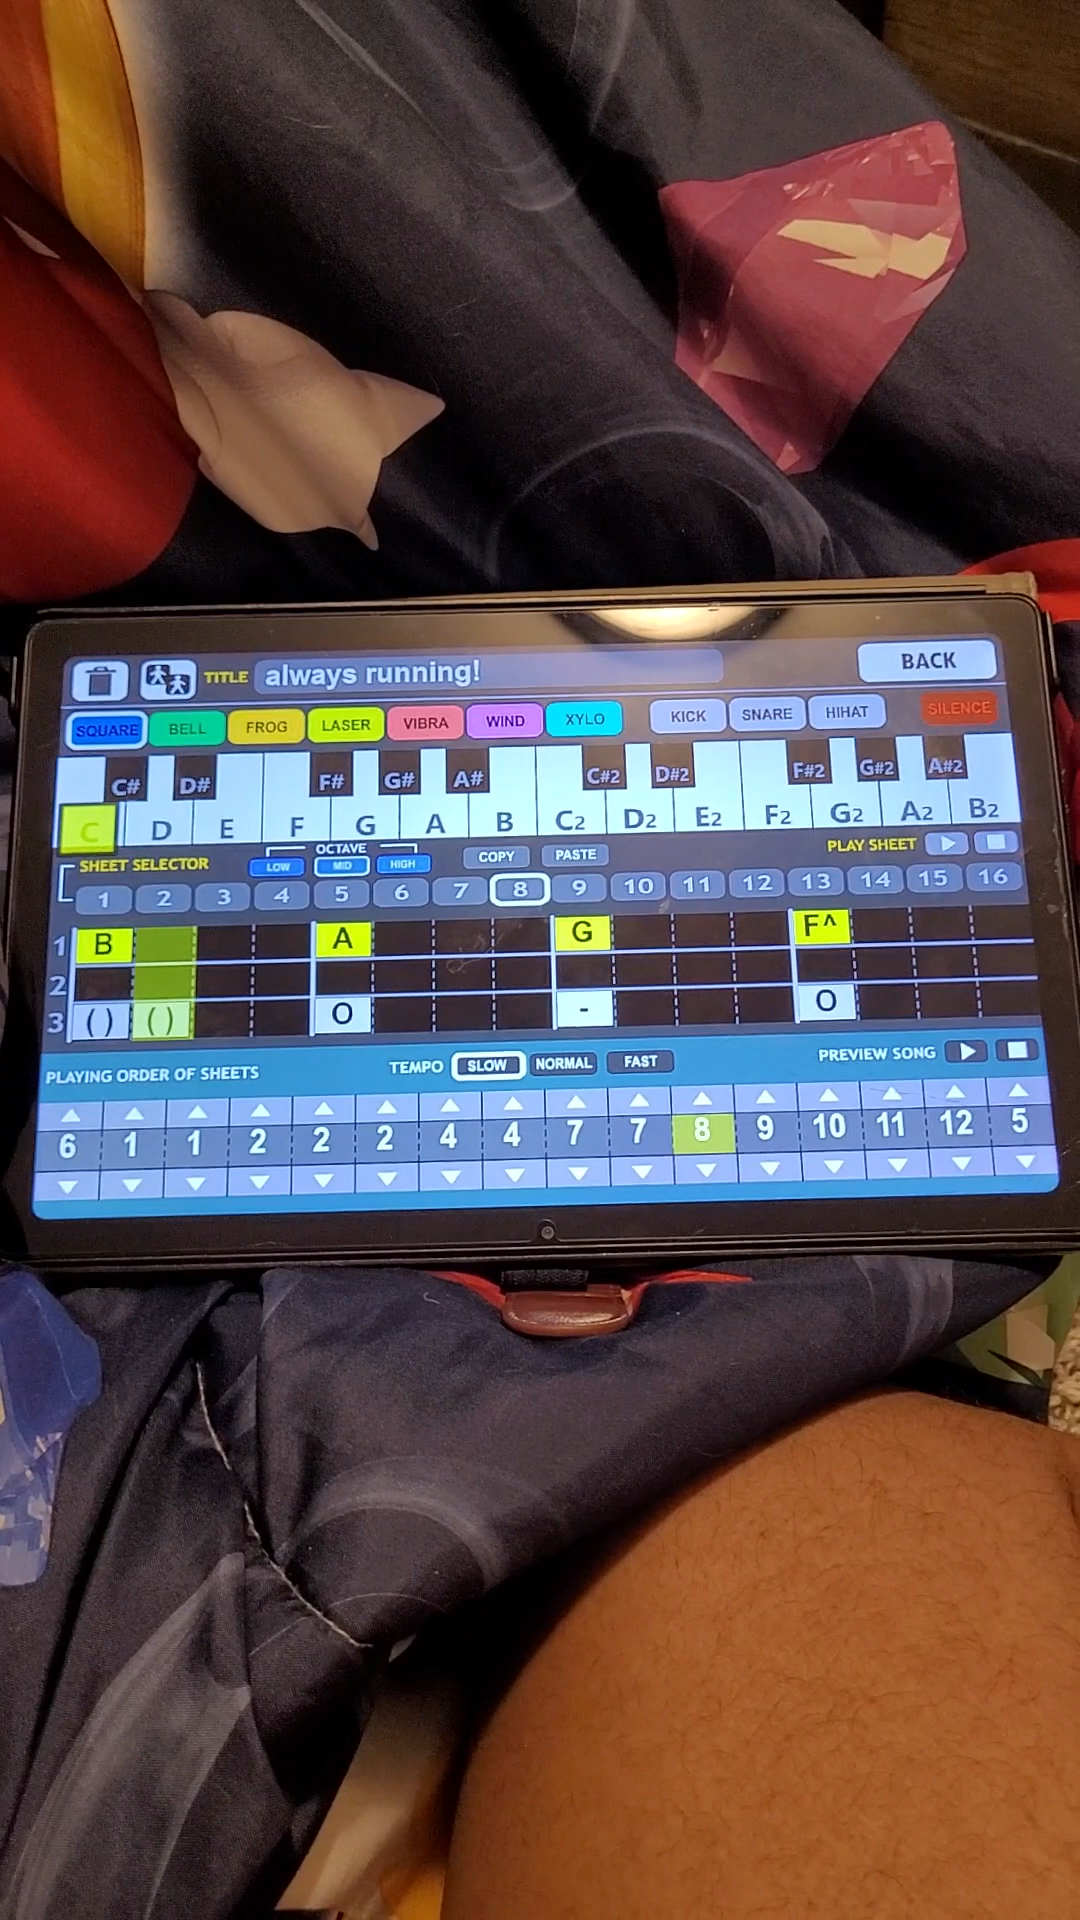 TITLE always running! BACK
SQUARE BELL FROG LASER VIBRA WIND XYLO KICK SNARE HIHAT SILENCE
C# D# F# G# A# C#2 D#2 F#2 G#2 A#2
C D E F G A B C2 D2 E2 F2 G2 A2 B2
SHEET SELECTOR OCTAVE LOW MID HIGH COPY PASTE PLAY SHEET
1 2 3 4 5 6 7 8 9 10 11 12 13 14 15 16
1 B A G F^
2
3 ( ) ( ) O - O
PLAYING ORDER OF SHEETS TEMPO SLOW NORMAL FAST PREVIEW SONG
6 1 1 2 2 2 4 4 7 7 8 9 10 11 12 5